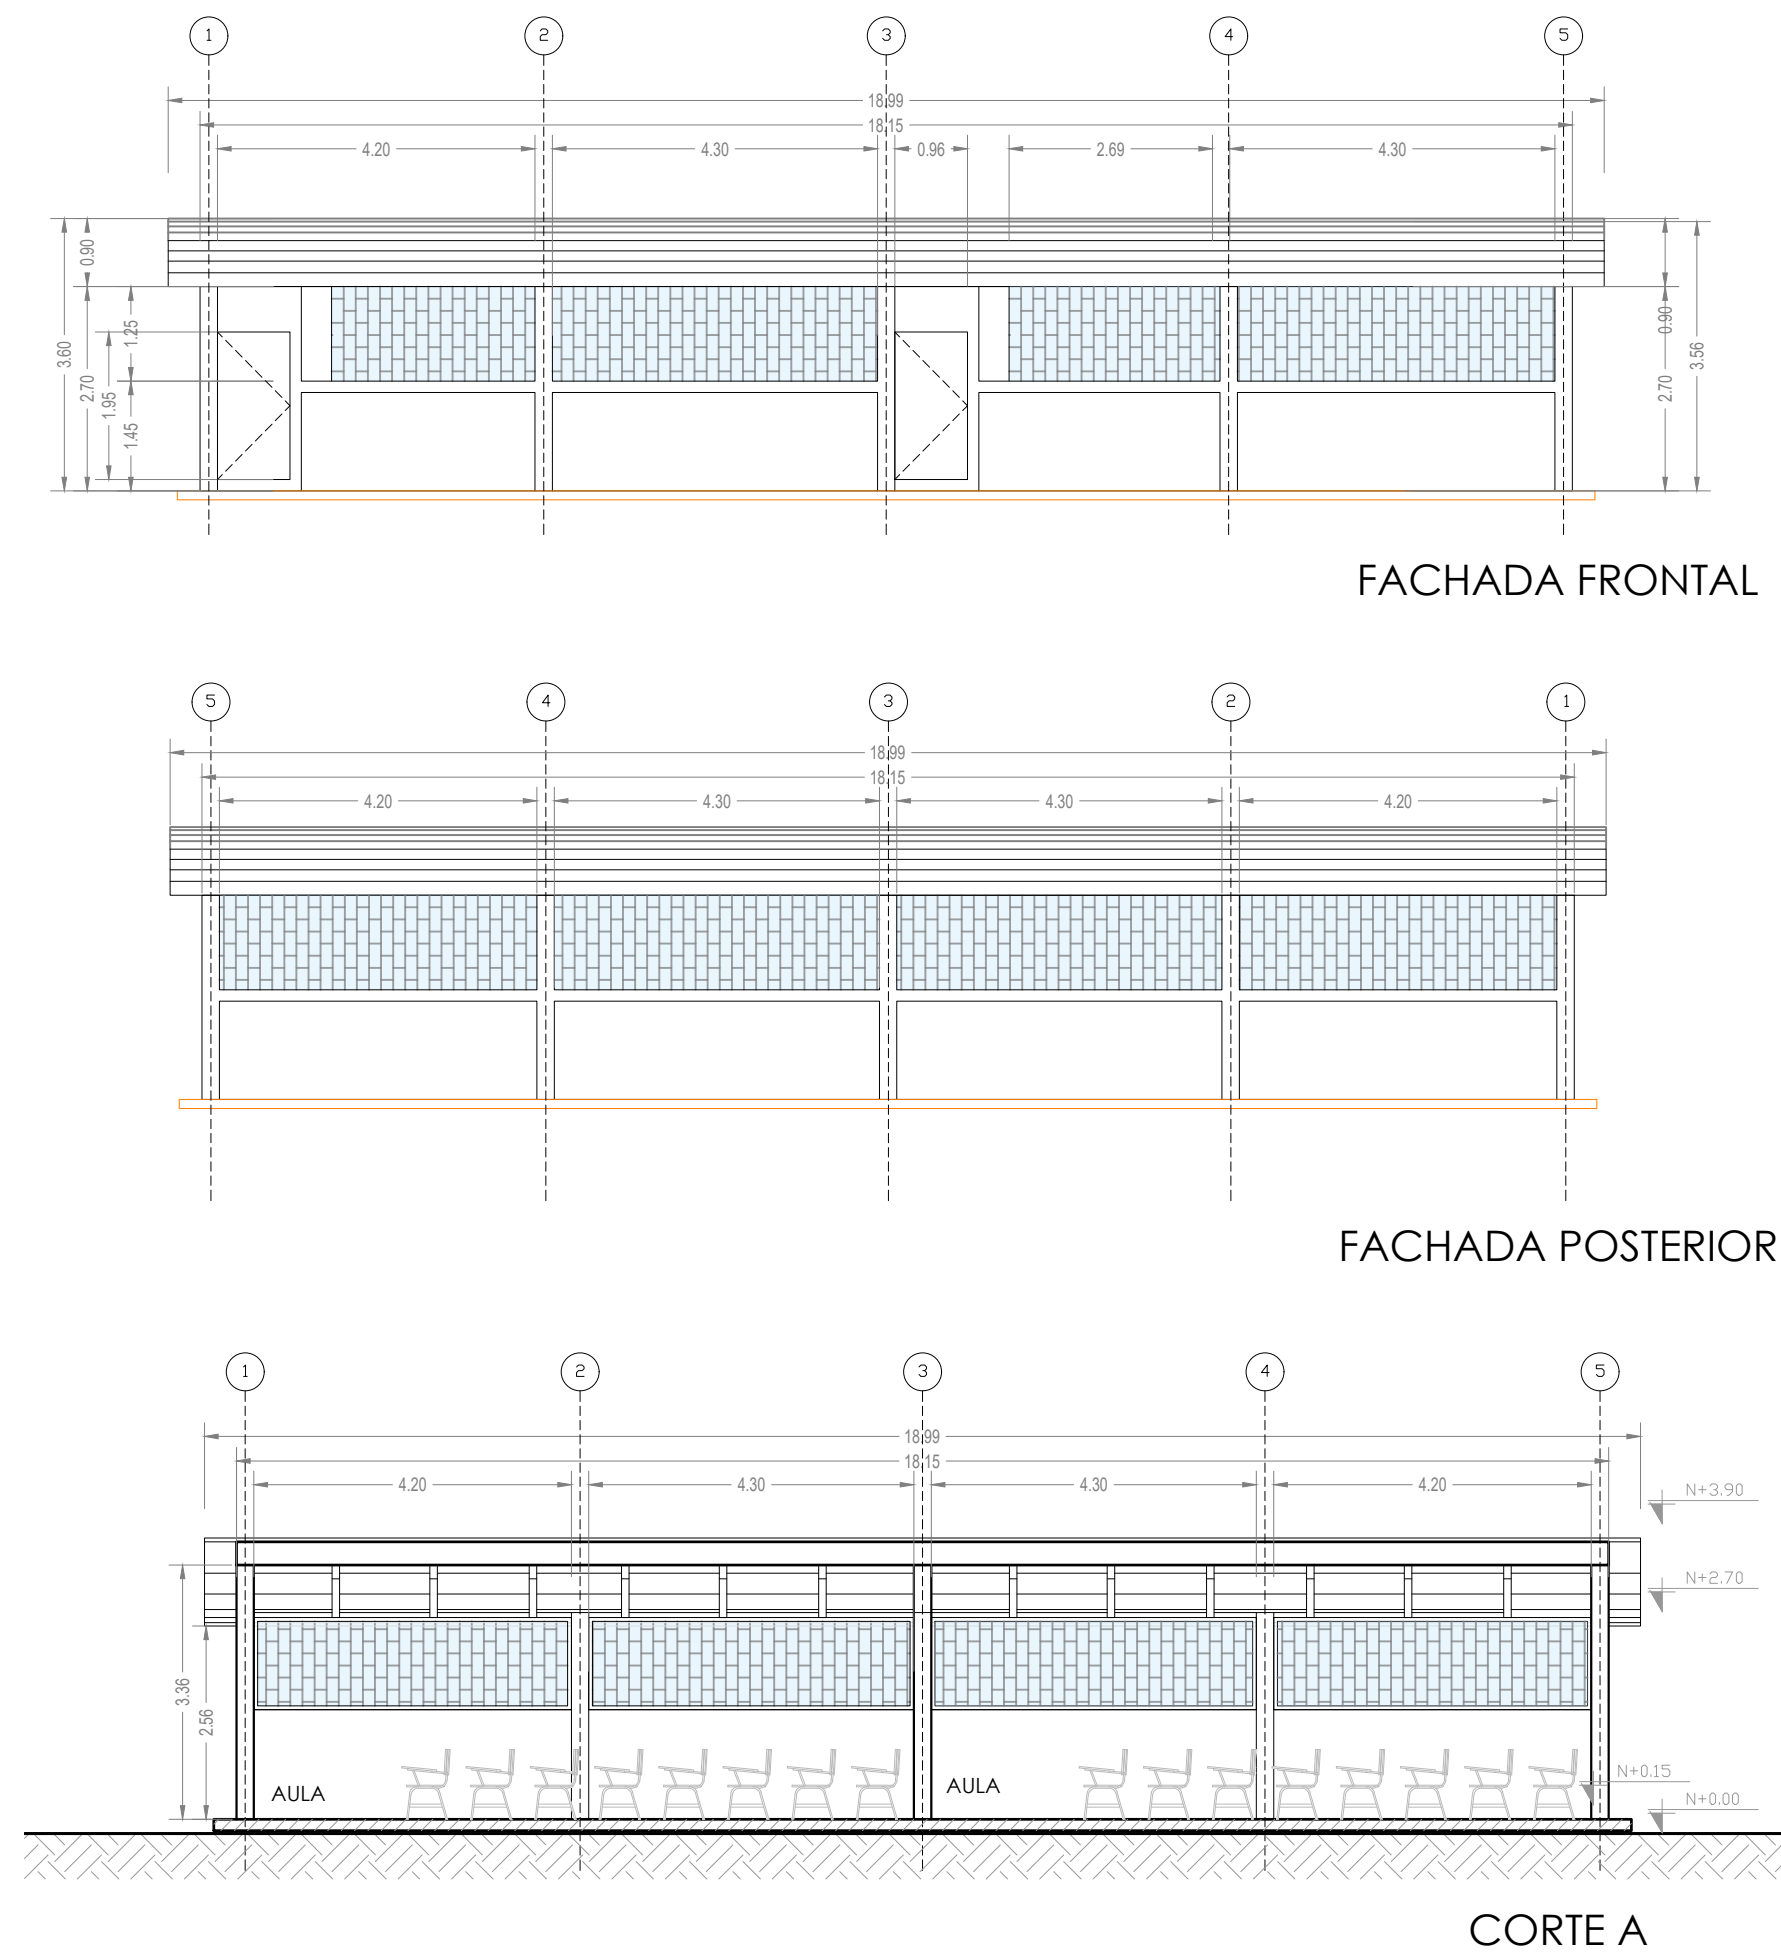 1 2 3 4 5
18.99
18.15
4.20 4.30 0.96 2.69 4.30
3.60 0.90 2.70 1.95 1.25 1.45
0.90 2.70 3.56
FACHADA FRONTAL
5 4 3 2 1
18.99
18.15
4.20 4.30 4.30 4.20
FACHADA POSTERIOR
1 2 3 4 5
18.99
18.15
4.20 4.30 4.30 4.20
N+3.90
N+2.70
3.36 2.56
N+0.15
AULA AULA
N+0.00
CORTE A